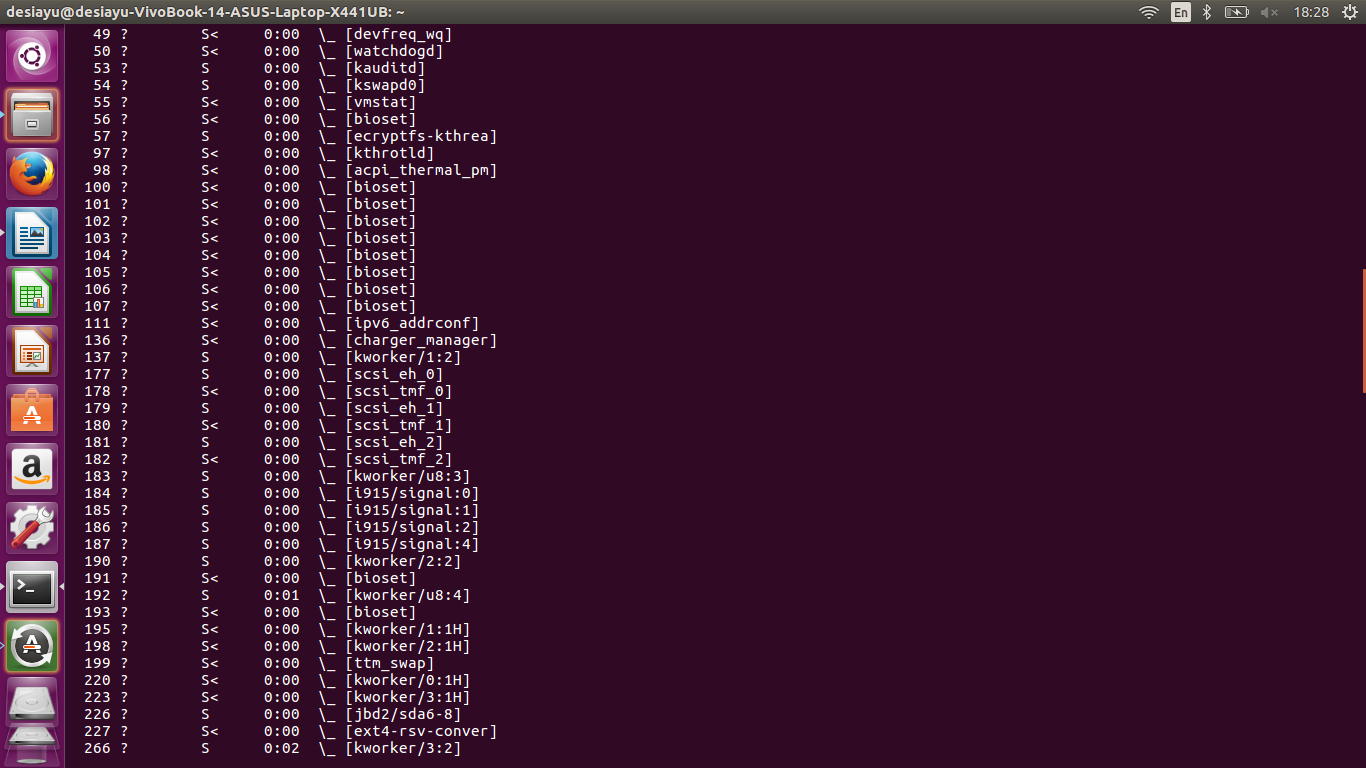 desiayu@desiayu-VivoBook-14-ASUS-Laptop-X441UB: ~ En 18:28
49 ? S< 0:00 \_ [devfreq_wq]
50 ? S< 0:00 \_ [watchdogd]
53 ? S 0:00 \_ [kauditd]
54 ? S 0:00 \_ [kswapd0]
55 ? S< 0:00 \_ [vmstat]
56 ? S< 0:00 \_ [bioset]
57 ? S 0:00 \_ [ecryptfs-kthrea]
97 ? S< 0:00 \_ [kthrotld]
98 ? S< 0:00 \_ [acpi_thermal_pm]
100 ? S< 0:00 \_ [bioset]
101 ? S< 0:00 \_ [bioset]
102 ? S< 0:00 \_ [bioset]
103 ? S< 0:00 \_ [bioset]
104 ? S< 0:00 \_ [bioset]
105 ? S< 0:00 \_ [bioset]
106 ? S< 0:00 \_ [bioset]
107 ? S< 0:00 \_ [bioset]
111 ? S< 0:00 \_ [ipv6_addrconf]
136 ? S< 0:00 \_ [charger_manager]
137 ? S 0:00 \_ [kworker/1:2]
177 ? S 0:00 \_ [scsi_eh_0]
178 ? S< 0:00 \_ [scsi_tmf_0]
179 ? S 0:00 \_ [scsi_eh_1]
180 ? S< 0:00 \_ [scsi_tmf_1]
181 ? S 0:00 \_ [scsi_eh_2]
182 ? S< 0:00 \_ [scsi_tmf_2]
183 ? S 0:00 \_ [kworker/u8:3]
184 ? S 0:00 \_ [i915/signal:0]
185 ? S 0:00 \_ [i915/signal:1]
186 ? S 0:00 \_ [i915/signal:2]
187 ? S 0:00 \_ [i915/signal:4]
190 ? S 0:00 \_ [kworker/2:2]
191 ? S< 0:00 \_ [bioset]
192 ? S 0:01 \_ [kworker/u8:4]
193 ? S< 0:00 \_ [bioset]
195 ? S< 0:00 \_ [kworker/1:1H]
198 ? S< 0:00 \_ [kworker/2:1H]
199 ? S< 0:00 \_ [ttm_swap]
220 ? S< 0:00 \_ [kworker/0:1H]
223 ? S< 0:00 \_ [kworker/3:1H]
226 ? S 0:00 \_ [jbd2/sda6-8]
227 ? S< 0:00 \_ [ext4-rsv-conver]
266 ? S 0:02 \_ [kworker/3:2]